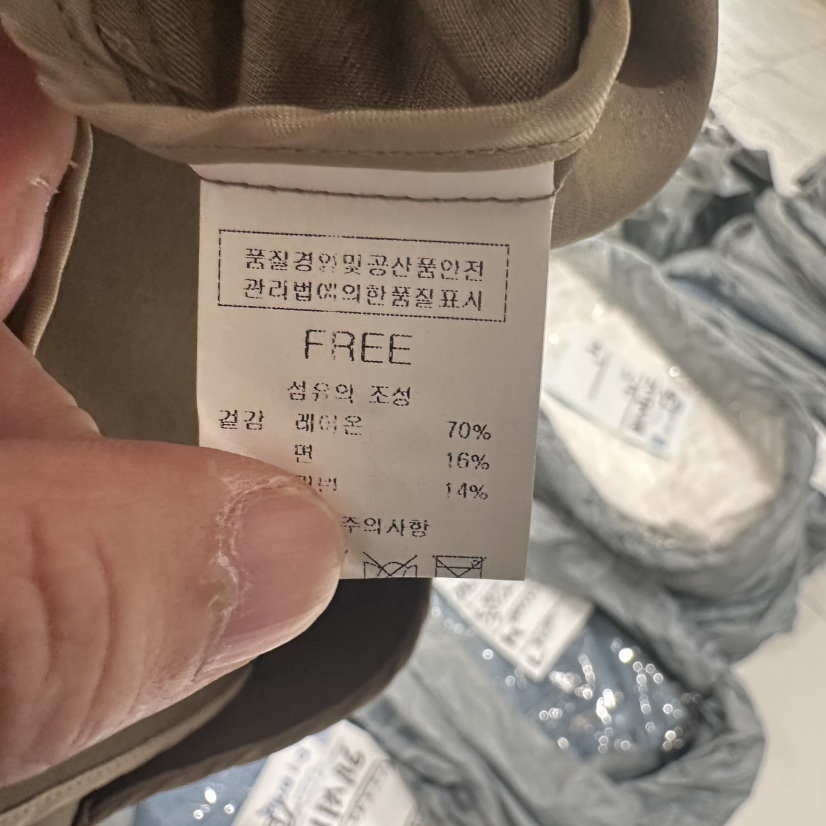 품질경영및공산품안전
관리법에의한품질표시
FREE
섬유의 조성
겉감 레이온 70%
면 16%
14%
주의사항